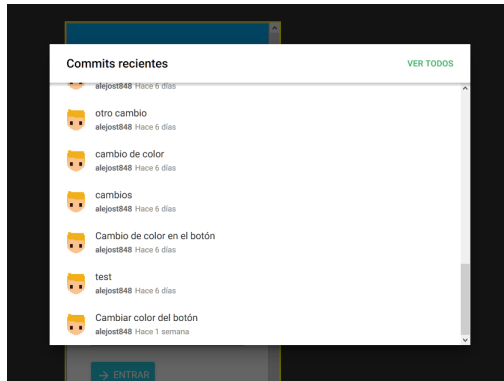 Commits recientes
VER TODOS
alejost848 Hace 6 días
otro cambio
alejost848 Hace 6 días
cambio de color
alejost848 Hace 6 días
cambios
alejost848 Hace 6 días
Cambio de color en el botón
alejost848 Hace 6 días
test
alejost848 Hace 6 días
Cambiar color del botón
alejost848 Hace 1 semana
→ ENTRAR